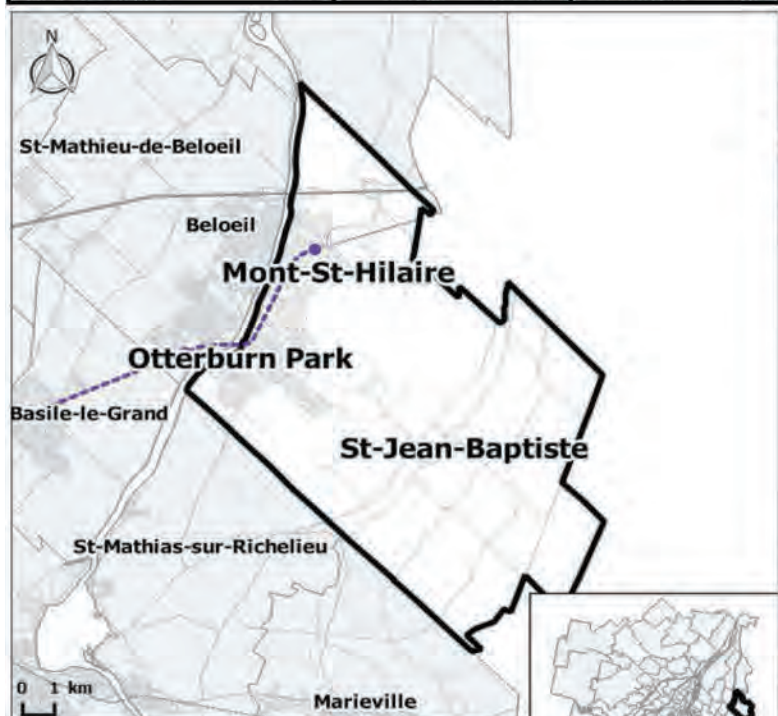 N
St-Mathieu-de-Beloeil
Beloeil
Mont-St-Hilaire
Otterburn Park
Basile-le-Grand
St-Jean-Baptiste
St-Mathias-sur-Richelieu
0 1 km
Marieville